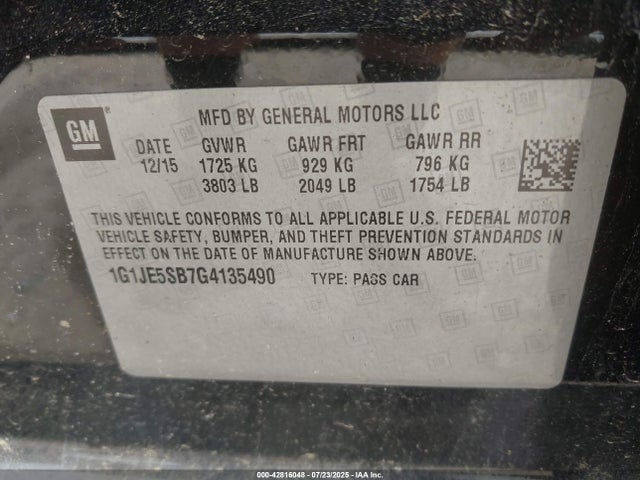 GM
MFD BY GENERAL MOTORS LLC
DATE GVWR GAWR FRT GAWR RR
12/15 1725 KG 929 KG 796 KG
3803 LB 2049 LB 1754 LB
THIS VEHICLE CONFORMS TO ALL APPLICABLE U.S. FEDERAL MOTOR
VEHICLE SAFETY, BUMPER, AND THEFT PREVENTION STANDARDS IN
EFFECT ON THE DATE OF MANUFACTURE SHOWN ABOVE.
1G1JE5SB7G4135490 TYPE: PASS CAR
000-42816048 - 07/23/2025 - IAA Inc.